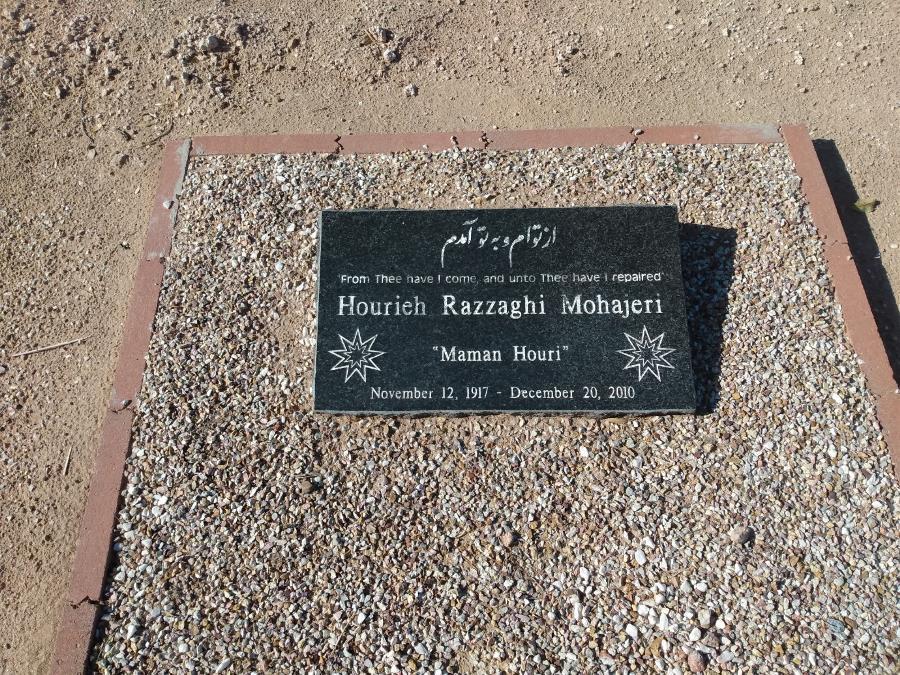 از توام و به تو آمدم
"From Thee have I come, and unto Thee have I repaired"
Hourieh Razzaghi Mohajeri
"Maman Houri"
November 12, 1917 - December 20, 2010